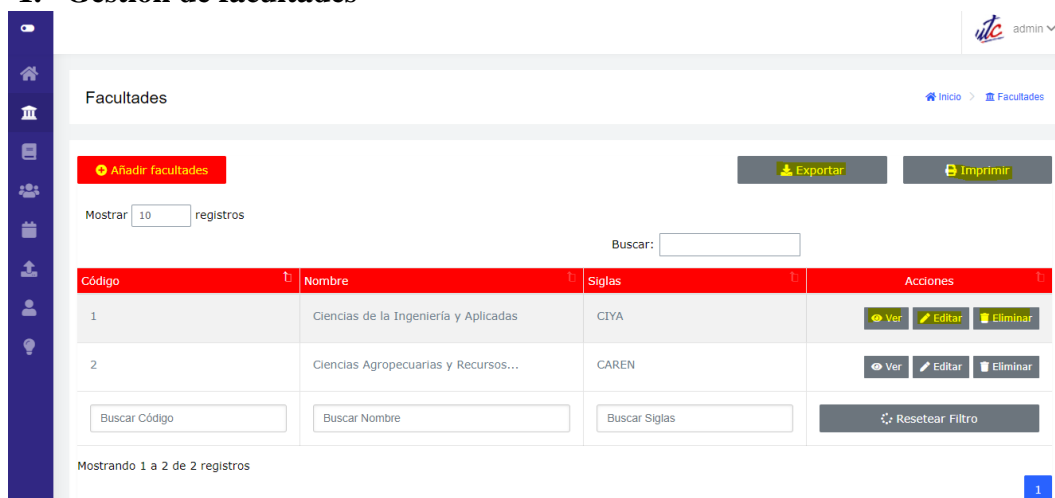 1. Gestión de facultades
utc admin
Facultades
Inicio > Facultades
Añadir facultades
Exportar
Imprimir
Mostrar 10 registros
Buscar:
Código Nombre Siglas Acciones
1 Ciencias de la Ingeniería y Aplicadas CIYA Ver Editar Eliminar
2 Ciencias Agropecuarias y Recursos... CAREN Ver Editar Eliminar
Buscar Código Buscar Nombre Buscar Siglas Resetear Filtro
Mostrando 1 a 2 de 2 registros
1